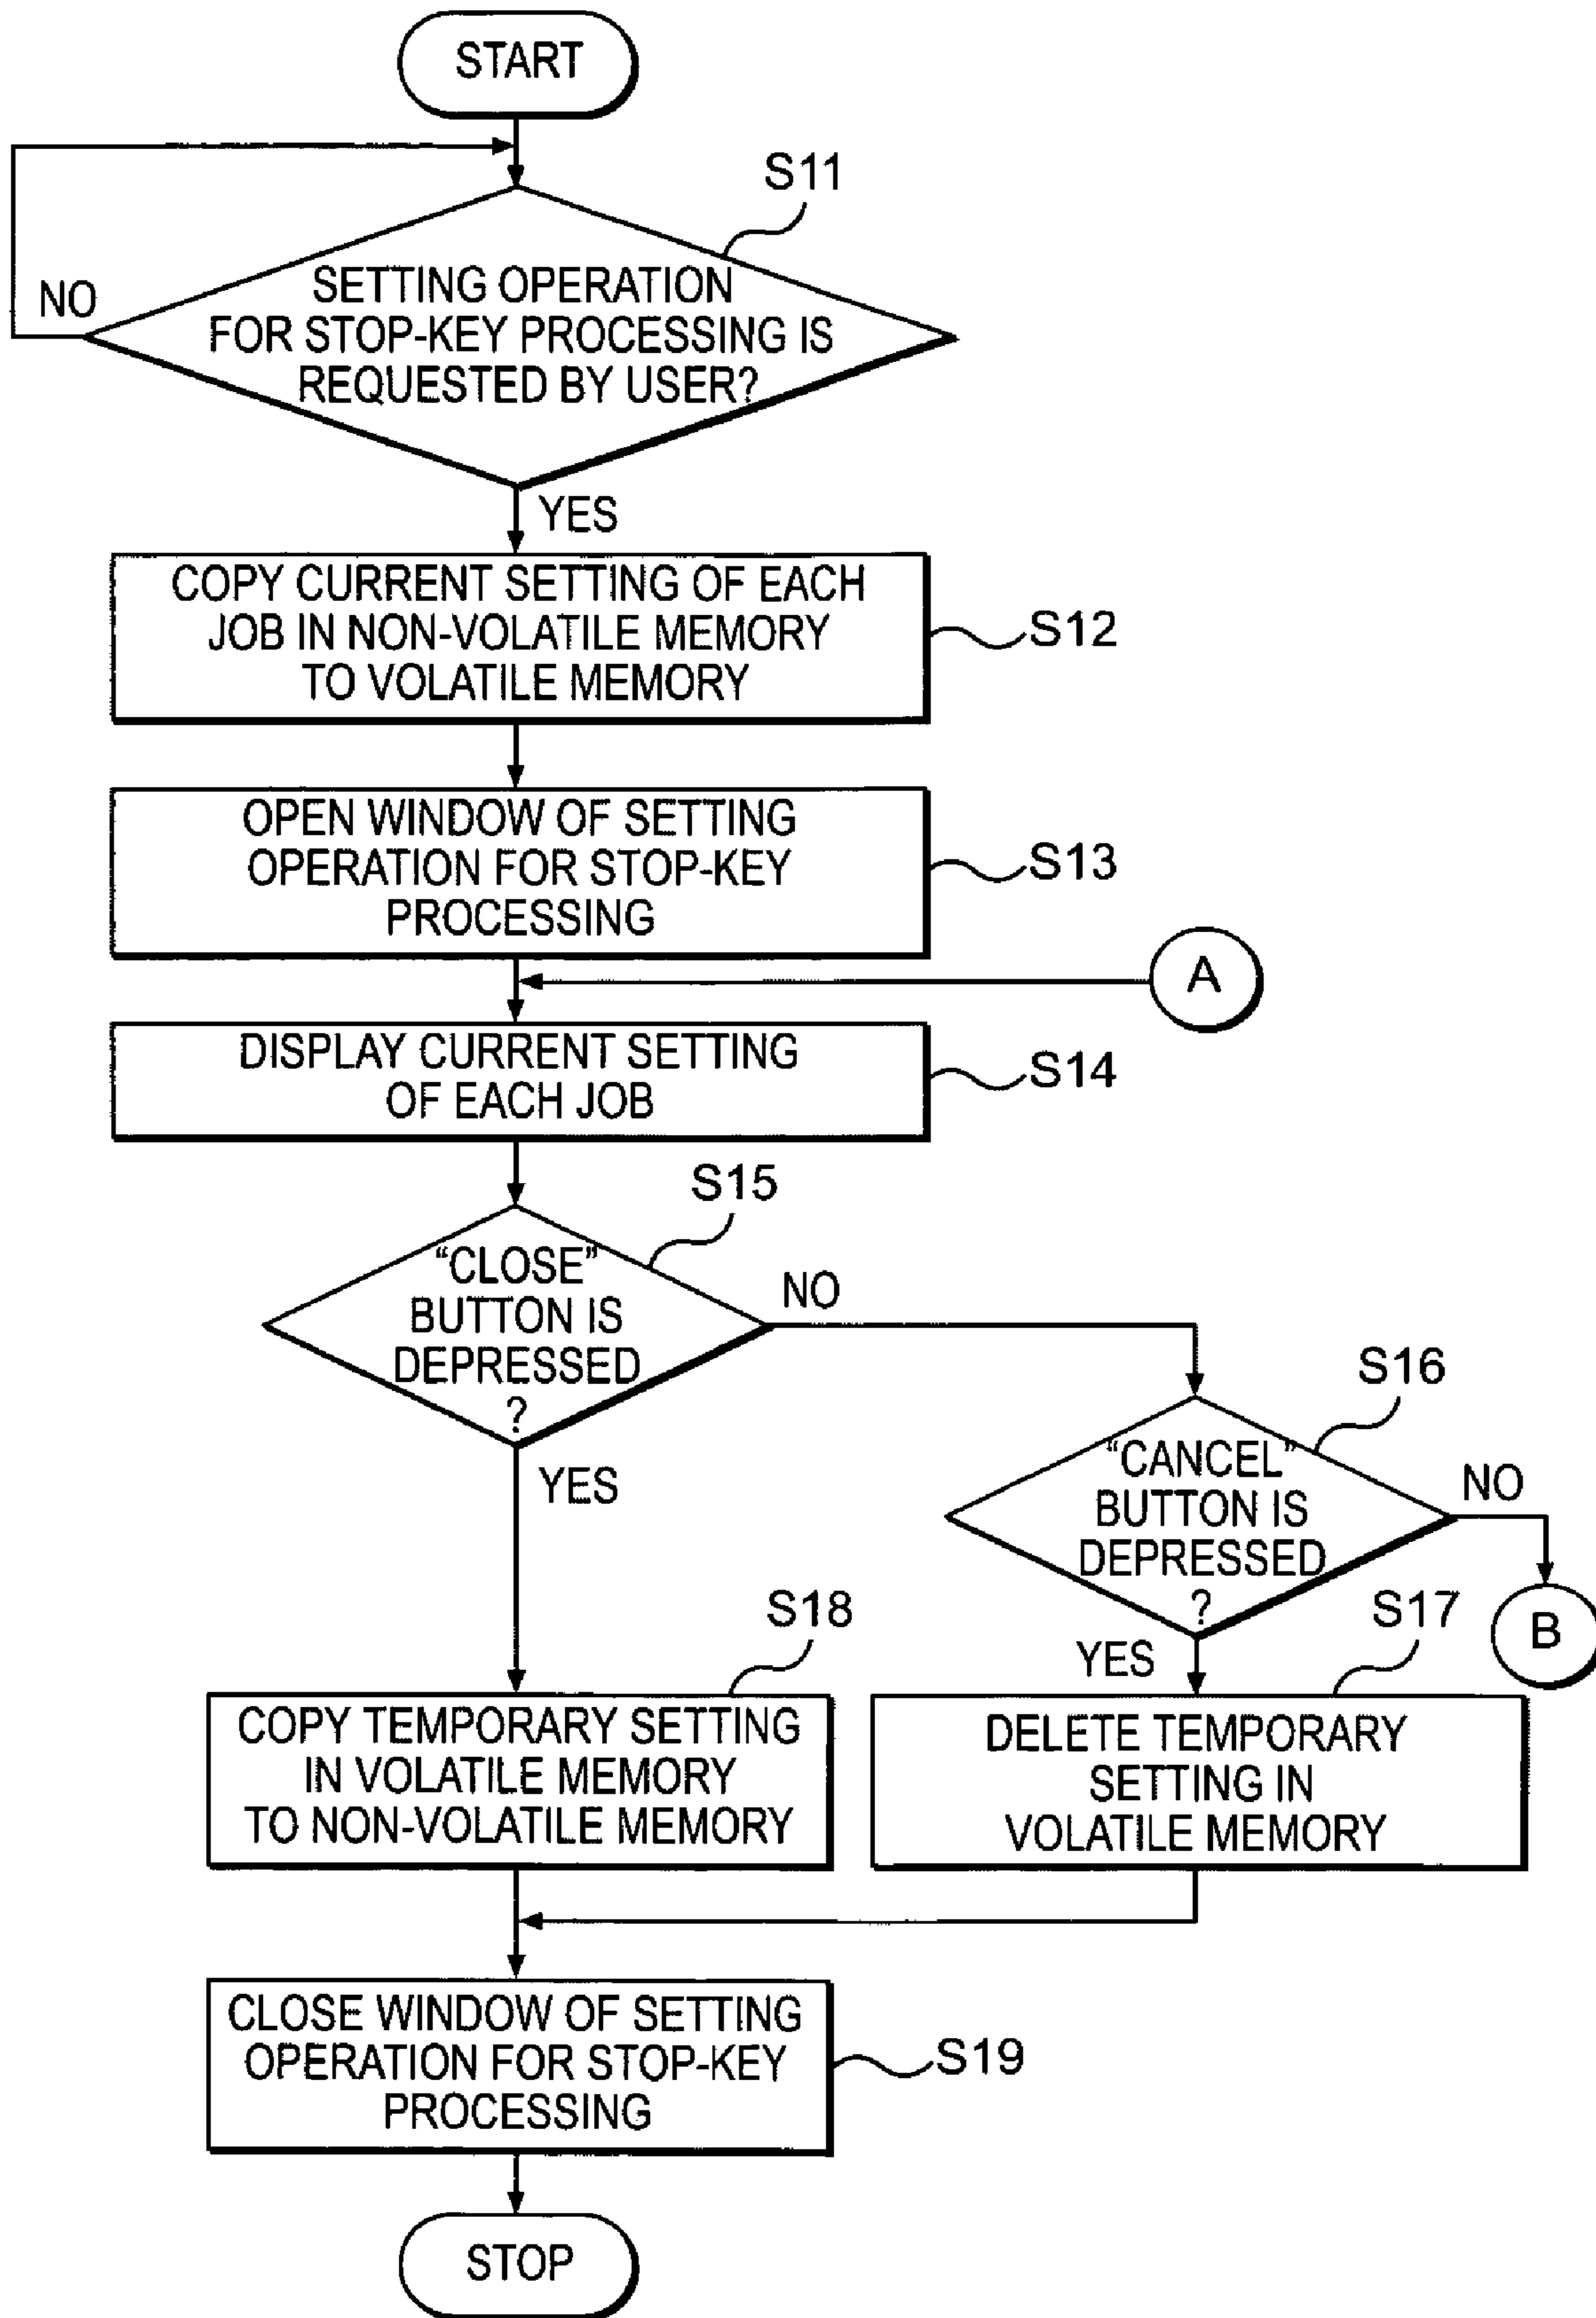 START
S11
NO
SETTING OPERATION
FOR STOP-KEY PROCESSING IS
REQUESTED BY USER?
YES
COPY CURRENT SETTING OF EACH
JOB IN NON-VOLATILE MEMORY
TO VOLATILE MEMORY
S12
OPEN WINDOW OF SETTING
OPERATION FOR STOP-KEY
PROCESSING
S13
A
DISPLAY CURRENT SETTING
OF EACH JOB
S14
S15
“CLOSE”
BUTTON IS
DEPRESSED
?
NO
YES
S16
“CANCEL”
BUTTON IS
DEPRESSED
?
NO
B
YES
S17
S18
COPY TEMPORARY SETTING
IN VOLATILE MEMORY
TO NON-VOLATILE MEMORY
DELETE TEMPORARY
SETTING IN
VOLATILE MEMORY
CLOSE WINDOW OF SETTING
OPERATION FOR STOP-KEY
PROCESSING
S19
STOP